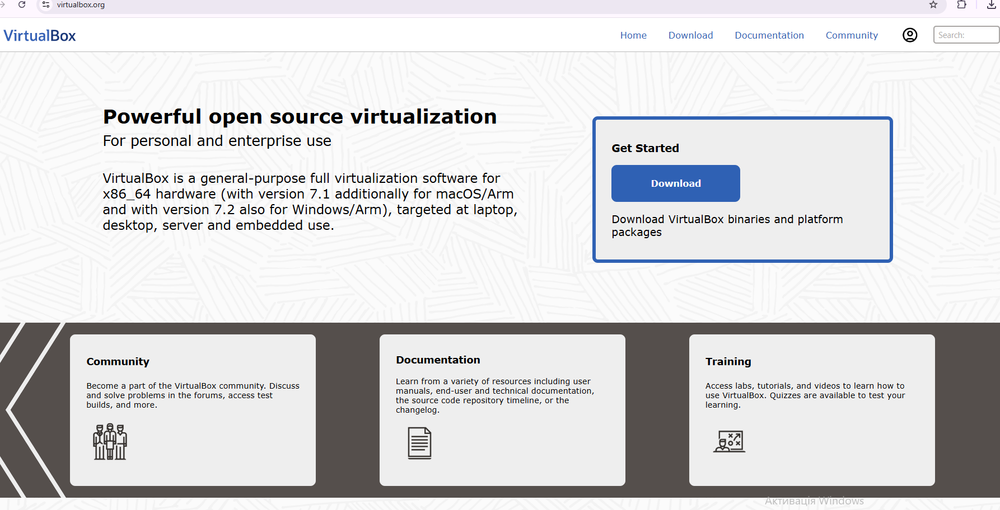 virtualbox.org
VirtualBox
Home Download Documentation Community Search:
Powerful open source virtualization
For personal and enterprise use
VirtualBox is a general-purpose full virtualization software for
x86_64 hardware (with version 7.1 additionally for macOS/Arm
and with version 7.2 also for Windows/Arm), targeted at laptop,
desktop, server and embedded use.
Get Started
Download
Download VirtualBox binaries and platform
packages
Community
Become a part of the VirtualBox community. Discuss
and solve problems in the forums, access test
builds, and more.
Documentation
Learn from a variety of resources including user
manuals, end-user and technical documentation,
the source code repository timeline, or the
changelog.
Training
Access labs, tutorials, and videos to learn how to
use VirtualBox. Quizzes are available to test your
learning.
Активація Windows